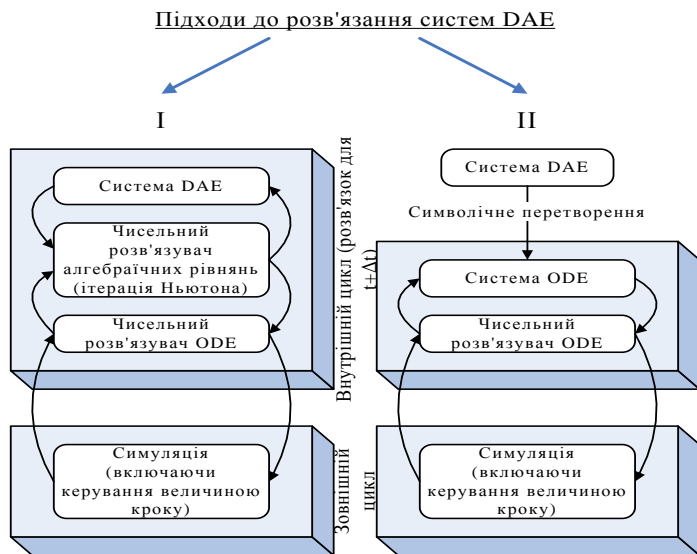 Підходи до розв'язання систем DAE
I
II
Система DAE
Чисельний
розв'язувач
алгебраїчних рівнянь
(ітерація Ньютона)
Чисельний
розв'язувач ODE
Симуляція
(включаючи
керування величиною
кроку)
Внутрішній цикл (розв'язок для
t+Δt)
Зовнішній
цикл
Система DAE
Символічне перетворення
Система ODE
Чисельний
розв'язувач ODE
Симуляція
(включаючи
керування величиною
кроку)